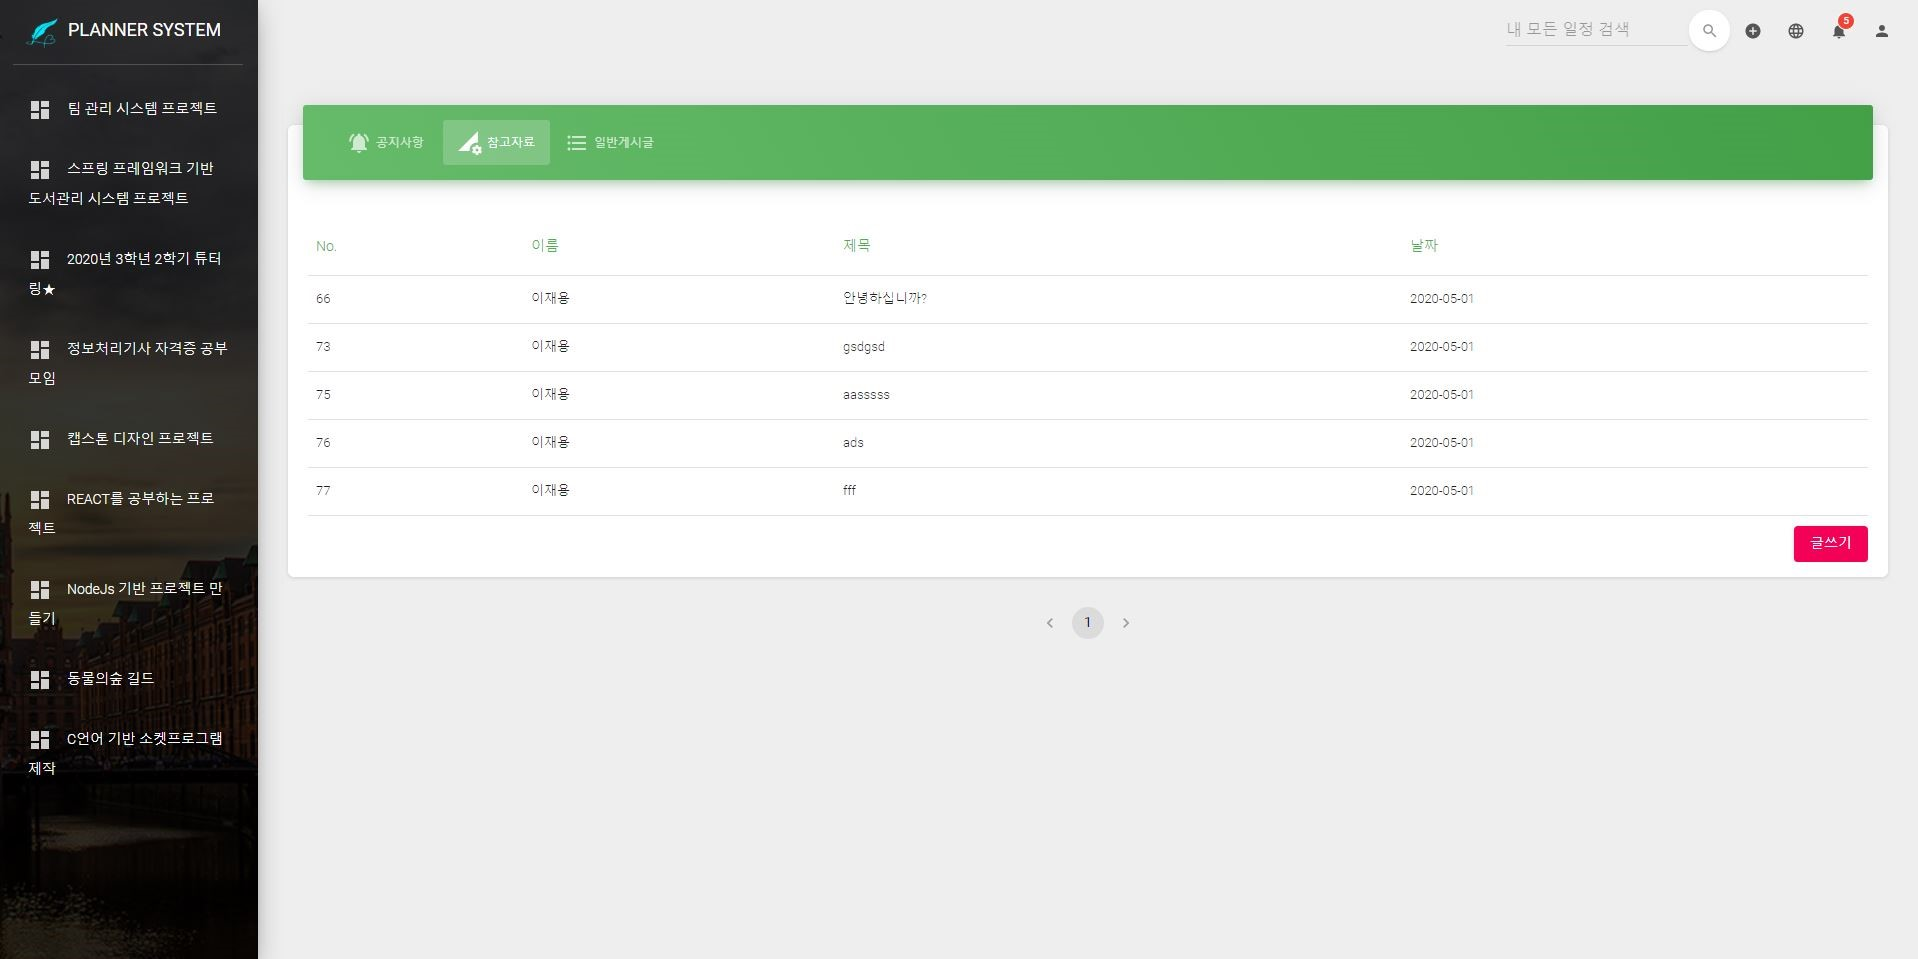 PLANNER SYSTEM
팀 관리 시스템 프로젝트
스프링 프레임워크 기반
도서관리 시스템 프로젝트
2020년 3학년 2학기 튜터
링★
정보처리기사 자격증 공부
모임
캡스톤 디자인 프로젝트
REACT를 공부하는 프로
젝트
NodeJs 기반 프로젝트 만
들기
동물의숲 길드
C언어 기반 소켓프로그램
제작
내 모든 일정 검색
5
공지사항 참고자료 일반게시글
No. 이름 제목 날짜
66 이재용 안녕하십니까? 2020-05-01
73 이재용 gsdgsd 2020-05-01
75 이재용 aasssss 2020-05-01
76 이재용 ads 2020-05-01
77 이재용 fff 2020-05-01
글쓰기
1